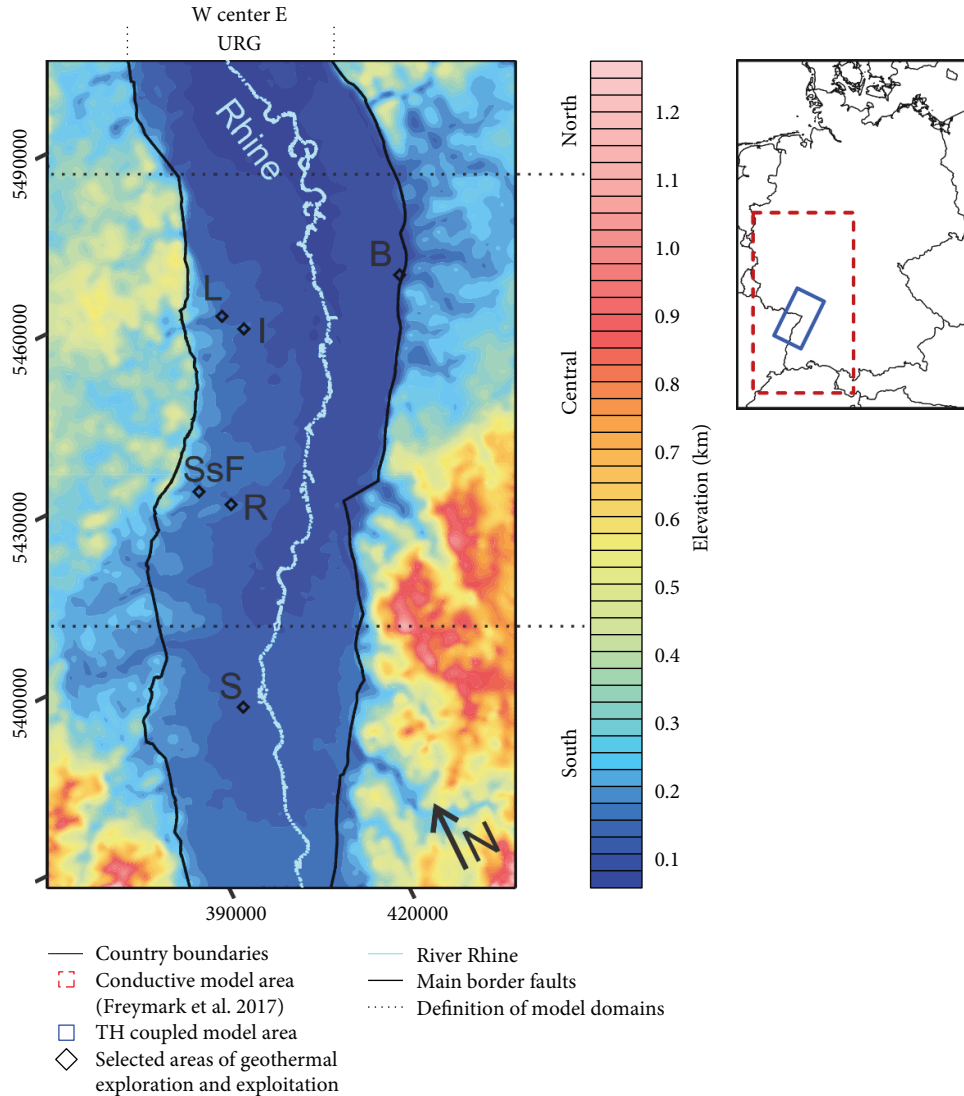 W center E
URG
Rhine
B
L
I
SsF
R
S
N
5490000
5460000
5430000
5400000
390000
420000
North
Central
South
1.2
1.1
1.0
0.9
0.8
0.7
0.6
0.5
0.4
0.3
0.2
0.1
Elevation (km)
Country boundaries
Conductive model area
(Freymark et al. 2017)
TH coupled model area
Selected areas of geothermal
exploration and exploitation
River Rhine
Main border faults
Definition of model domains